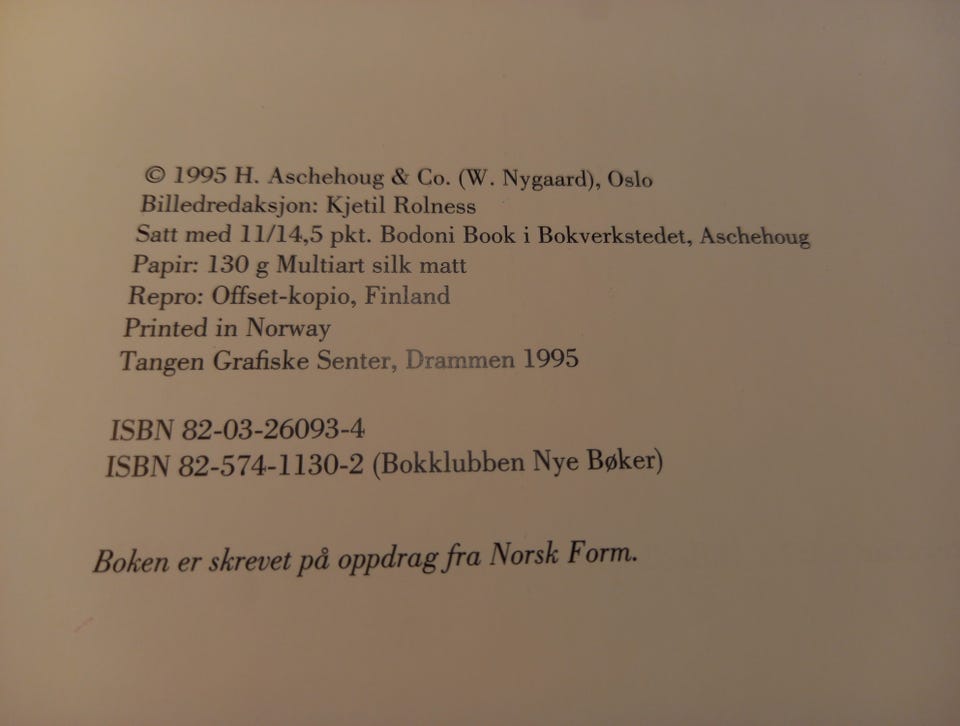 © 1995 H. Aschehoug & Co. (W. Nygaard), Oslo
Billedredaksjon: Kjetil Rolness
Satt med 11/14,5 pkt. Bodoni Book i Bokverkstedet, Aschehoug
Papir: 130 g Multiart silk matt
Repro: Offset-kopio, Finland
Printed in Norway
Tangen Grafiske Senter, Drammen 1995
ISBN 82-03-26093-4
ISBN 82-574-1130-2 (Bokklubben Nye Bøker)
Boken er skrevet på oppdrag fra Norsk Form.